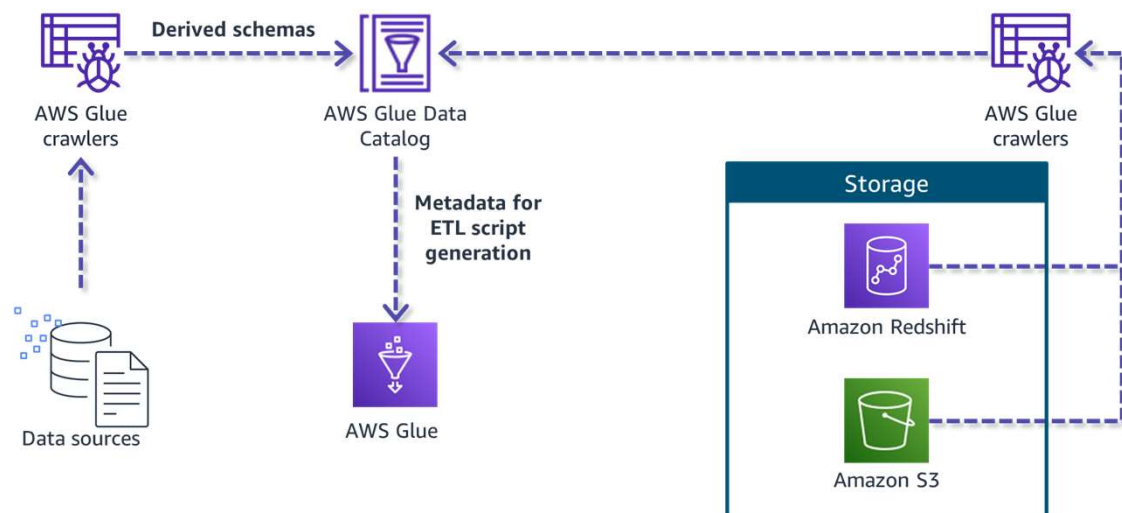 Derived schemas
AWS Glue
crawlers
AWS Glue Data
Catalog
AWS Glue
crawlers
Metadata for
ETL script
generation
Storage
Amazon Redshift
Data sources
AWS Glue
Amazon S3